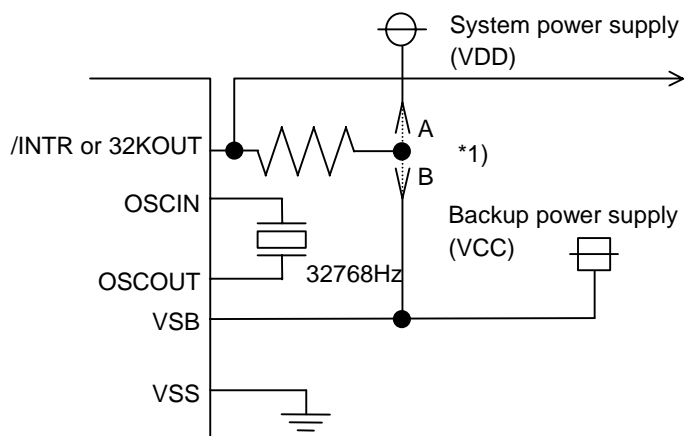 System power supply
(VDD)
A
/INTR or 32KOUT
*1)
B
OSCIN
Backup power supply
(VCC)
OSCOUT
32768Hz
VSB
VSS